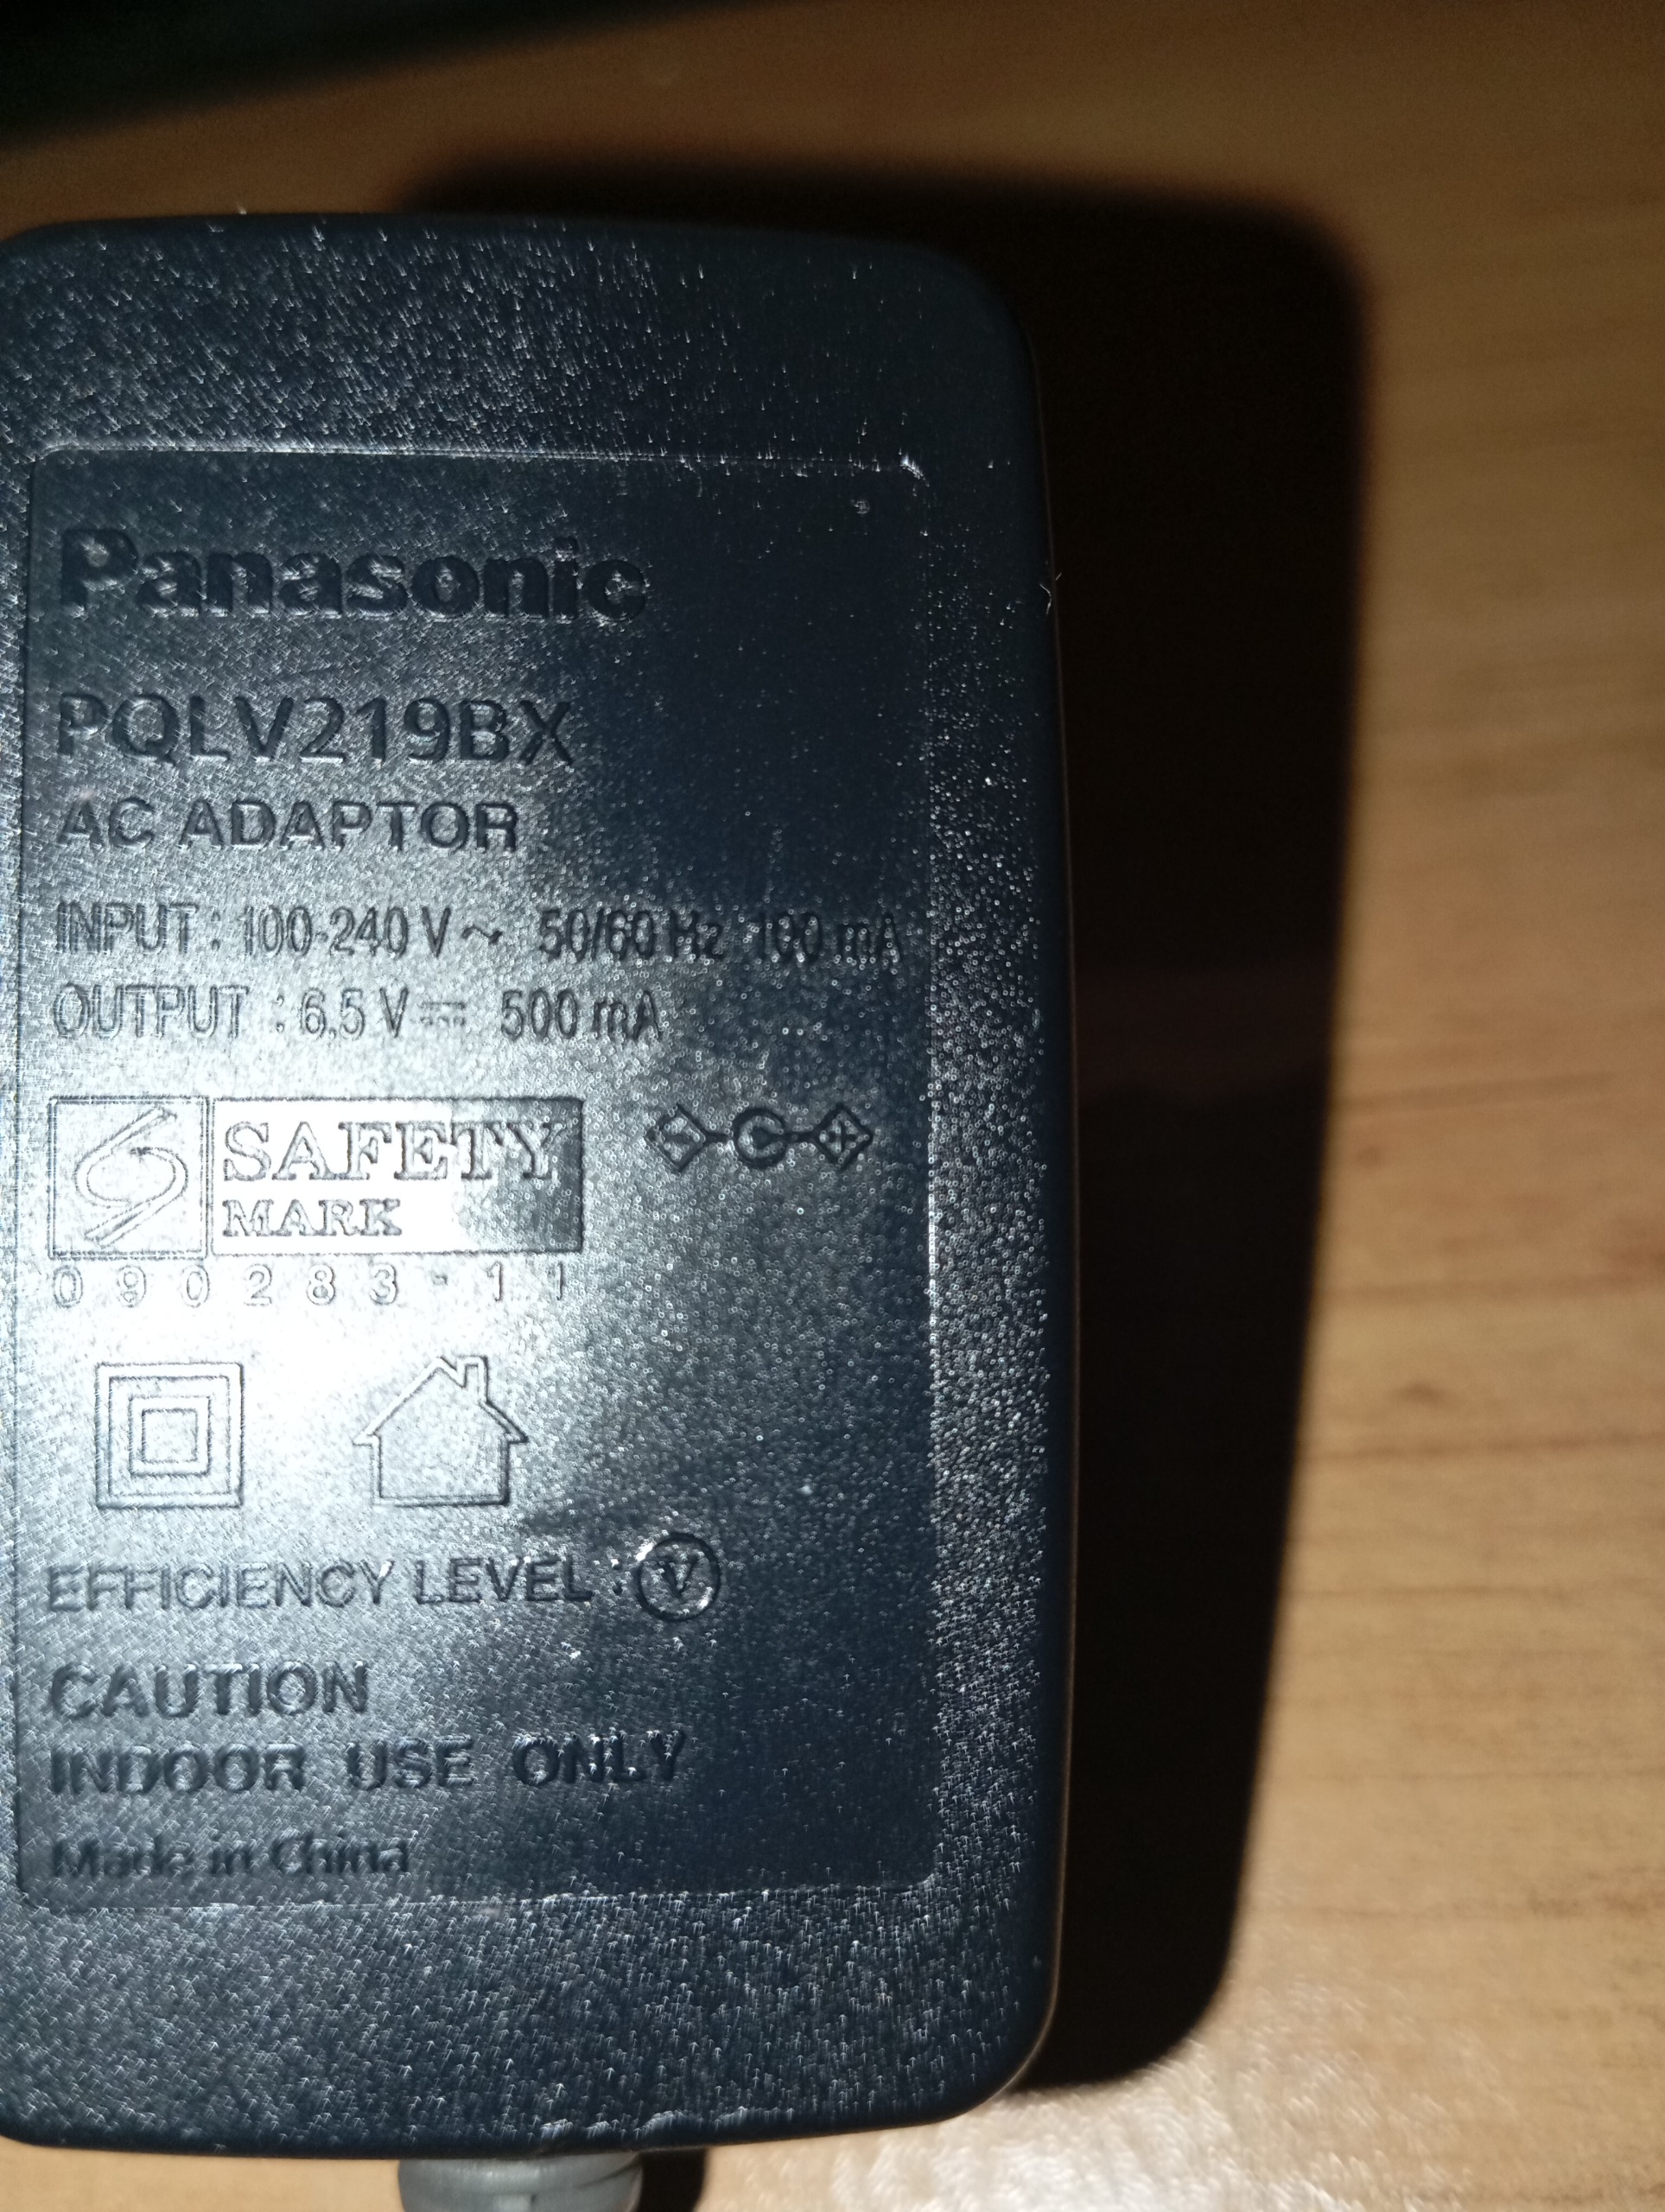 Panasonic
PQLV219BX
AC ADAPTOR
INPUT : 100-240 V ~ 50/60 Hz 100 mA
OUTPUT : 6.5 V ⎓ 500 mA
SAFETY
MARK
090283-11
EFFICIENCY LEVEL : V
CAUTION
INDOOR USE ONLY
Made in China